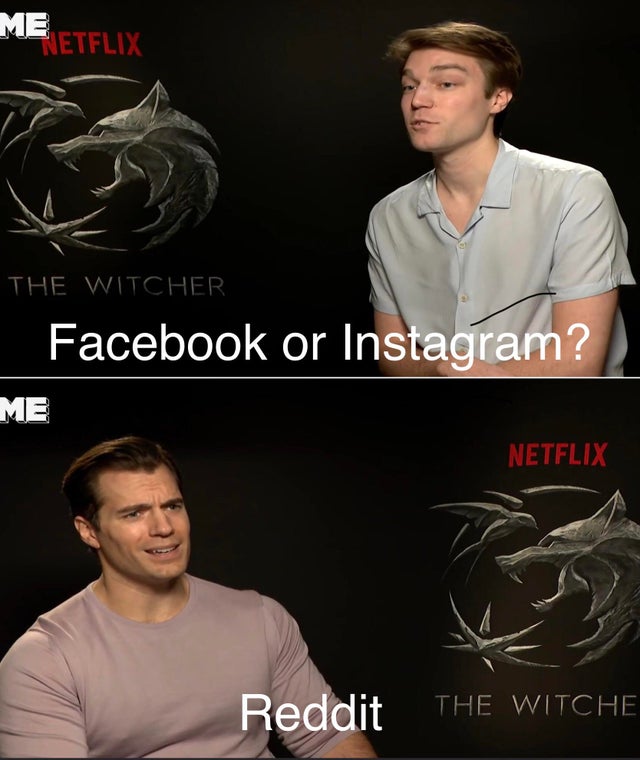 ME
NETFLIX
THE WITCHER
Facebook or Instagram?
ME
NETFLIX
THE WITCHE
Reddit